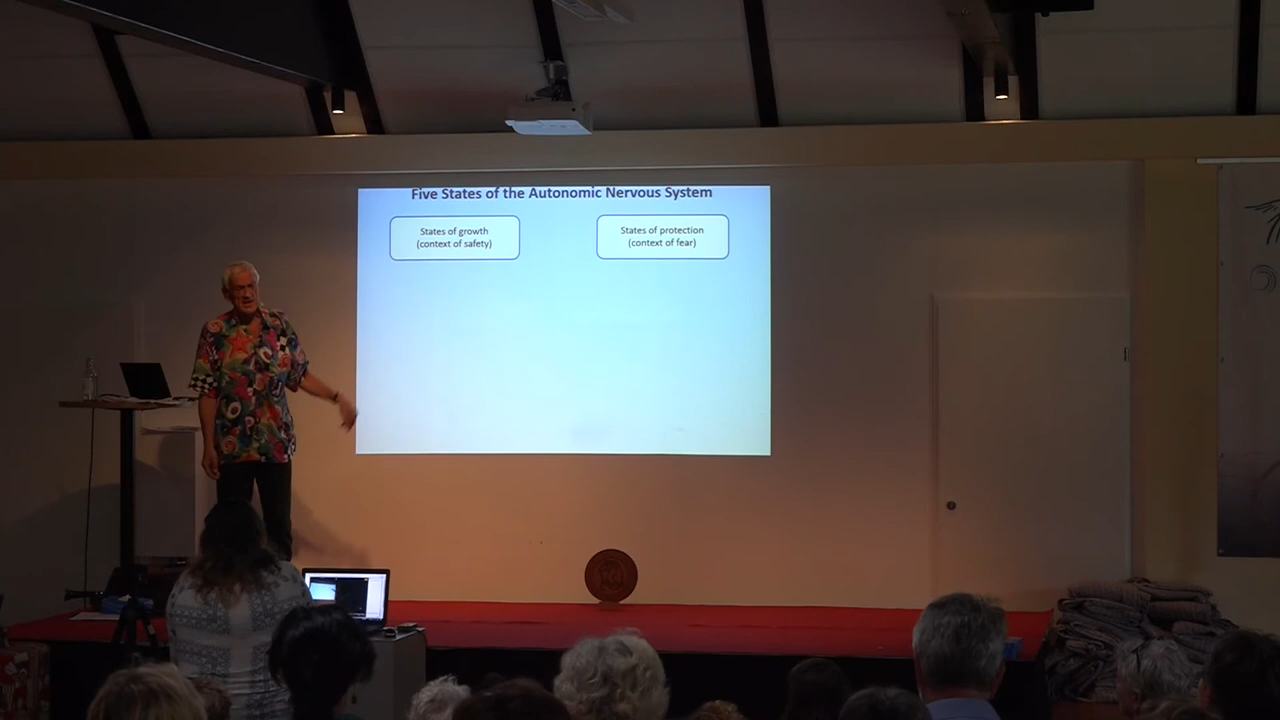 Five States of the Autonomic Nervous System
States of growth
(context of safety)
States of protection
(context of fear)